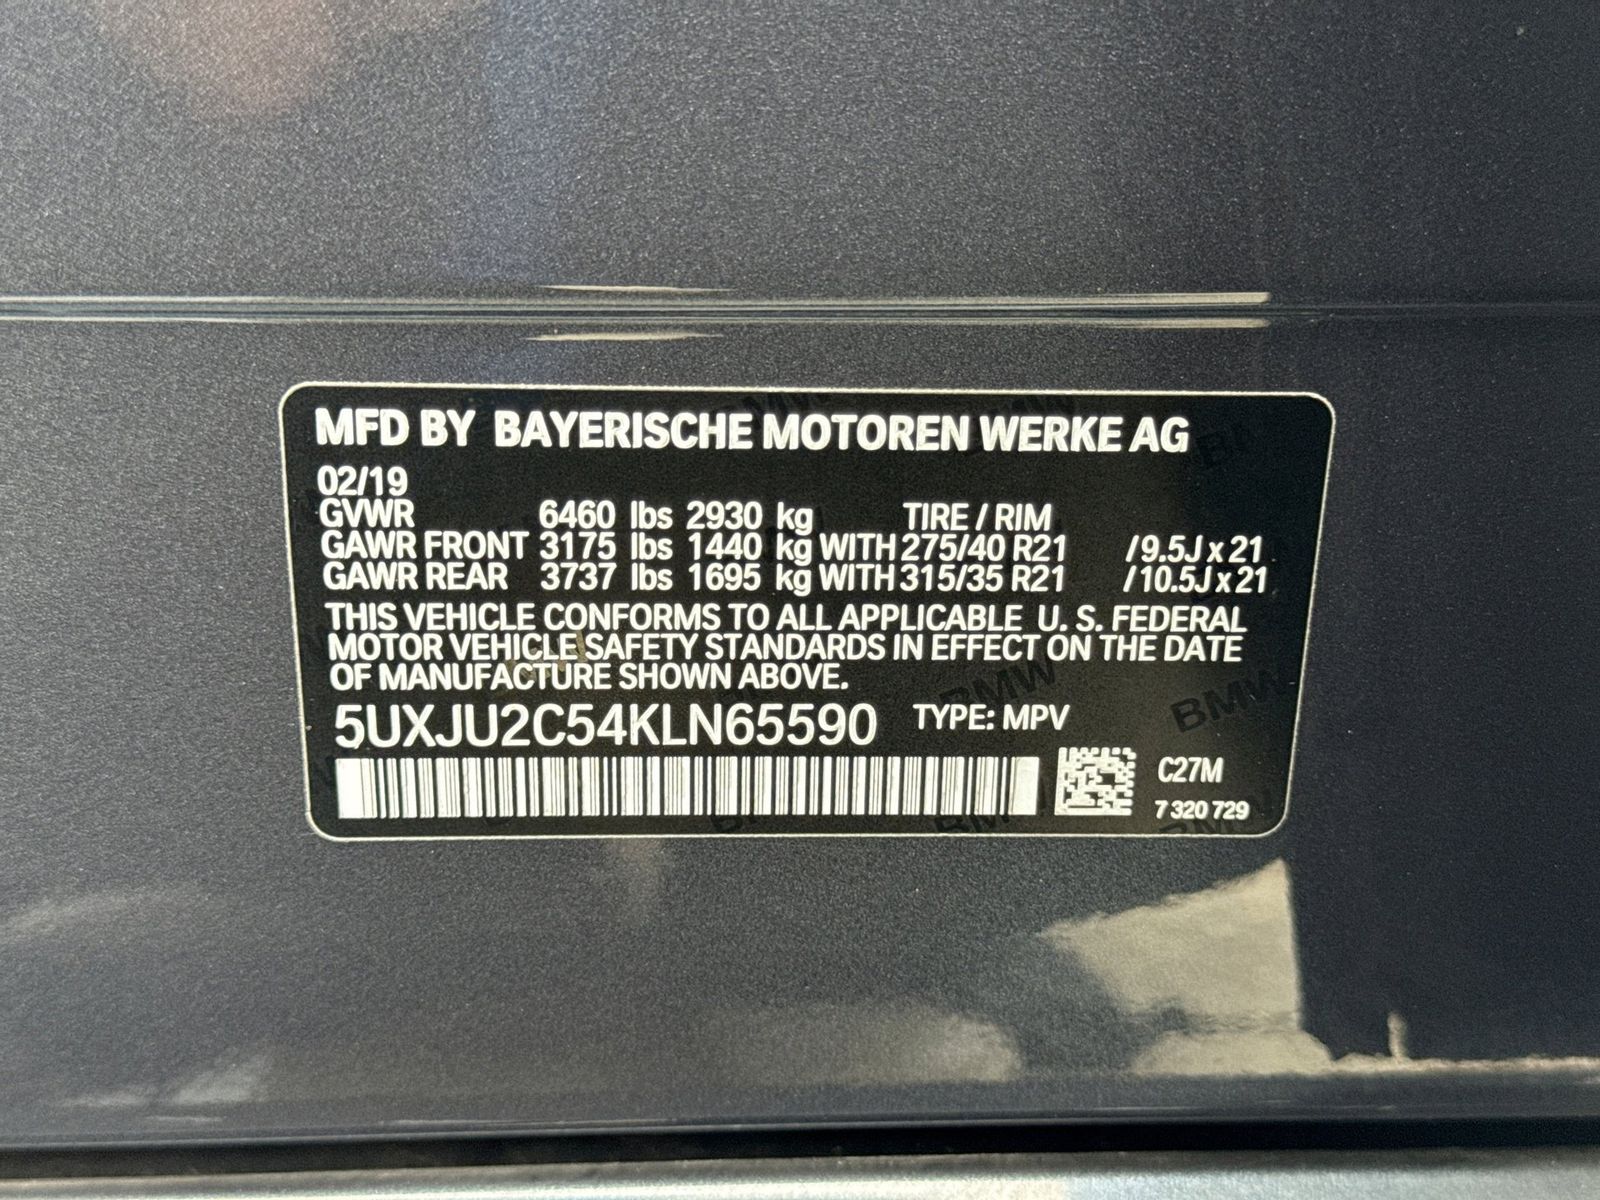 MFD BY BAYERISCHE MOTOREN WERKE AG
02/19
GVWR 6460 lbs 2930 kg TIRE / RIM
GAWR FRONT 3175 lbs 1440 kg WITH 275/40 R21 /9.5J x 21
GAWR REAR 3737 lbs 1695 kg WITH 315/35 R21 /10.5J x 21
THIS VEHICLE CONFORMS TO ALL APPLICABLE U. S. FEDERAL
MOTOR VEHICLE SAFETY STANDARDS IN EFFECT ON THE DATE
OF MANUFACTURE SHOWN ABOVE.
5UXJU2C54KLN65590 TYPE: MPV
C27M
7 320 729
BMW
BMW